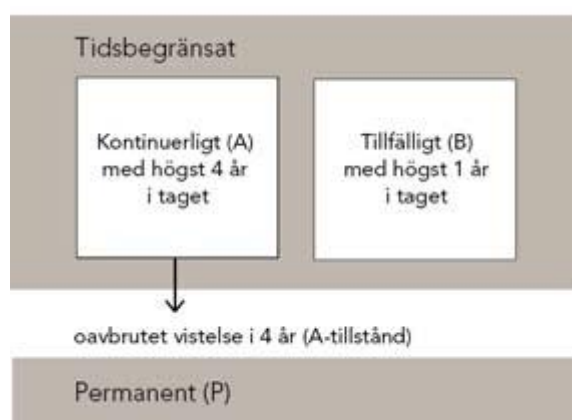 Tidsbegränsat
Kontinuerligt (A)
med högst 4 år
i taget
Tillfälligt (B)
med högst 1 år
i taget
oavbrutet vistelse i 4 år (A-tillstånd)
Permanent (P)